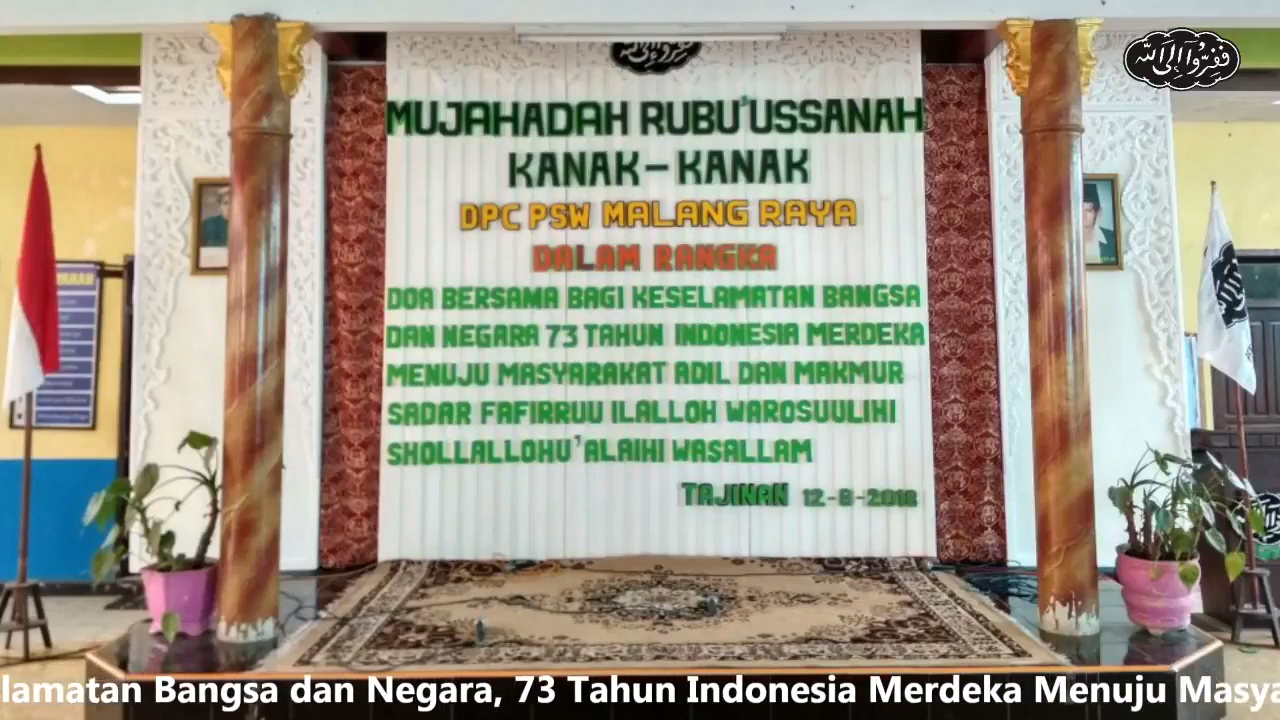 فَفِرُّوْا إِلَى اللهِ
MUJAHADAH RUBU'USSANAH
KANAK-KANAK
DPC PSW MALANG RAYA
DALAM RANGKA
DOA BERSAMA BAGI KESELAMATAN BANGSA
DAN NEGARA 73 TAHUN INDONESIA MERDEKA
MENUJU MASYARAKAT ADIL DAN MAKMUR
SADAR FAFIRRUU ILALLOH WAROSUULIHI
SHOLLALLOHU'ALAIHI WASALLAM
TAJINAN 12-8-2018
lamatan Bangsa dan Negara, 73 Tahun Indonesia Merdeka Menuju Masya